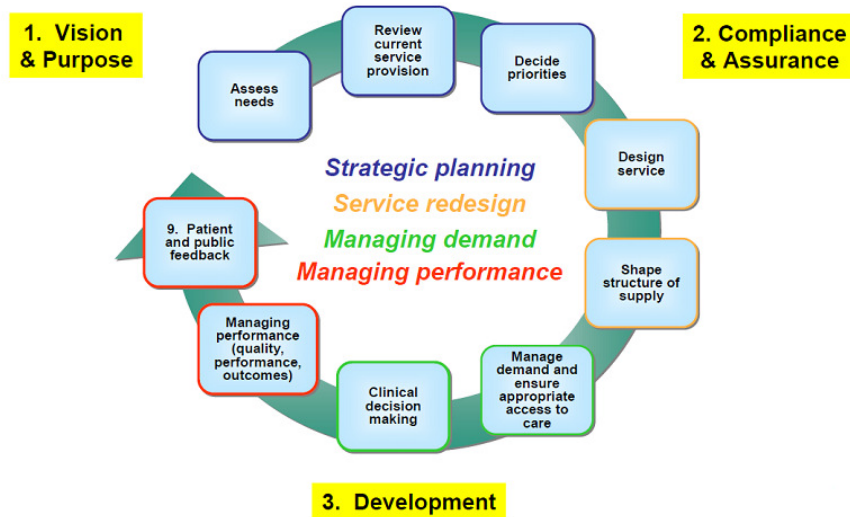 1. Vision
& Purpose
2. Compliance
& Assurance
Assess
needs
Review
current
service
provision
Decide
priorities
Design
service
Shape
structure of
supply
Manage
demand and
ensure
appropriate
access to
care
Clinical
decision
making
Managing
performance
(quality,
performance,
outcomes)
9. Patient
and public
feedback
Strategic planning
Service redesign
Managing demand
Managing performance
3. Development